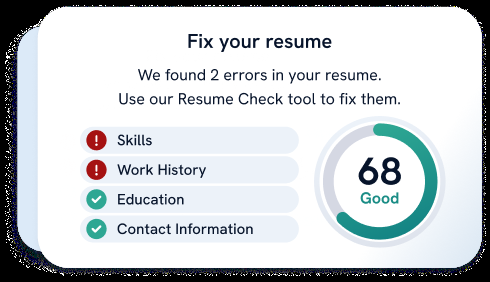 Fix your resume
We found 2 errors in your resume.
Use our Resume Check tool to fix them.
Skills
Work History
Education
Contact Information
68
Good